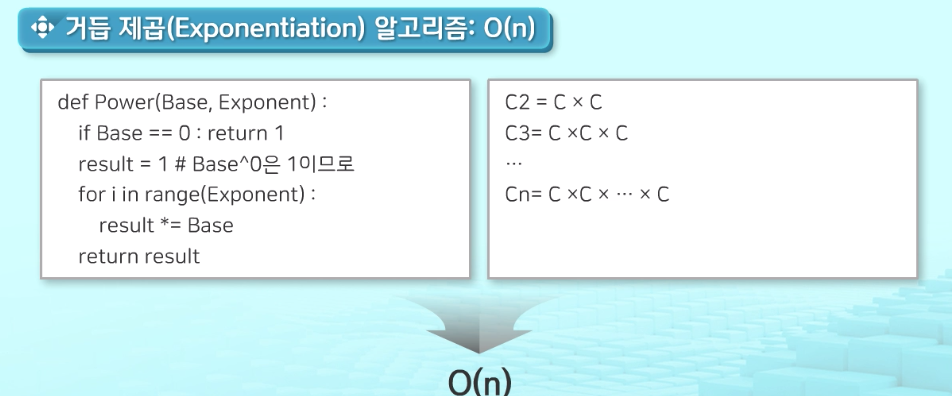 거듭 제곱(Exponentiation) 알고리즘: O(n)
def Power(Base, Exponent) :
if Base == 0 : return 1
result = 1 # Base^0은 1이므로
for i in range(Exponent) :
result *= Base
return result
C2 = C × C
C3= C ×C × C
…
Cn= C ×C × ⋯ × C
O(n)